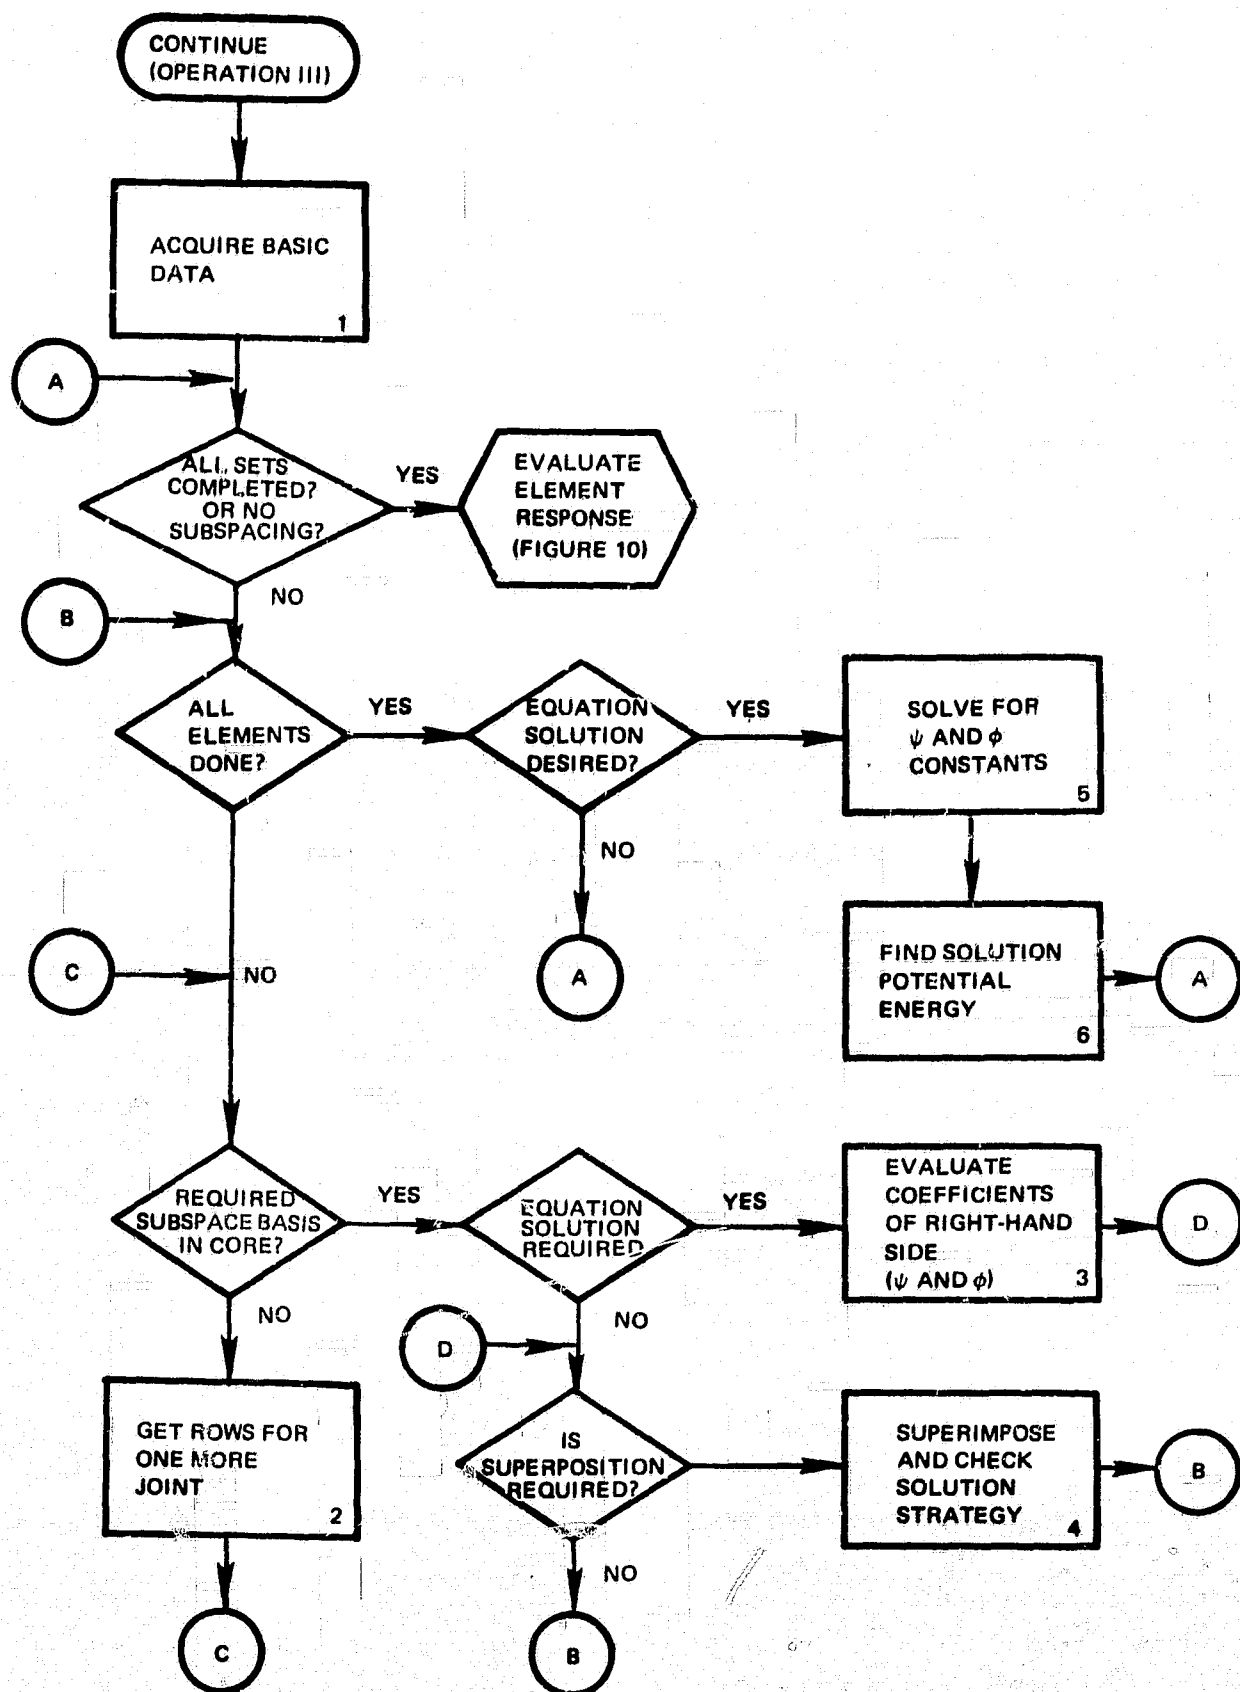 CONTINUE
(OPERATION III)
ACQUIRE BASIC
DATA
1
A
ALL SETS
COMPLETED?
OR NO
SUBSPACING?
YES
EVALUATE
ELEMENT
RESPONSE
(FIGURE 10)
NO
B
ALL
ELEMENTS
DONE?
YES
EQUATION
SOLUTION
DESIRED?
YES
SOLVE FOR
ψ AND ϕ
CONSTANTS
5
NO
A
FIND SOLUTION
POTENTIAL
ENERGY
6
A
C
NO
REQUIRED
SUBSPACE BASIS
IN CORE?
YES
EQUATION
SOLUTION
REQUIRED
YES
EVALUATE
COEFFICIENTS
OF RIGHT-HAND
SIDE
(ψ AND ϕ)
3
D
NO
NO
D
GET ROWS FOR
ONE MORE
JOINT
2
IS
SUPERPOSITION
REQUIRED?
SUPERIMPOSE
AND CHECK
SOLUTION
STRATEGY
4
B
NO
C
B